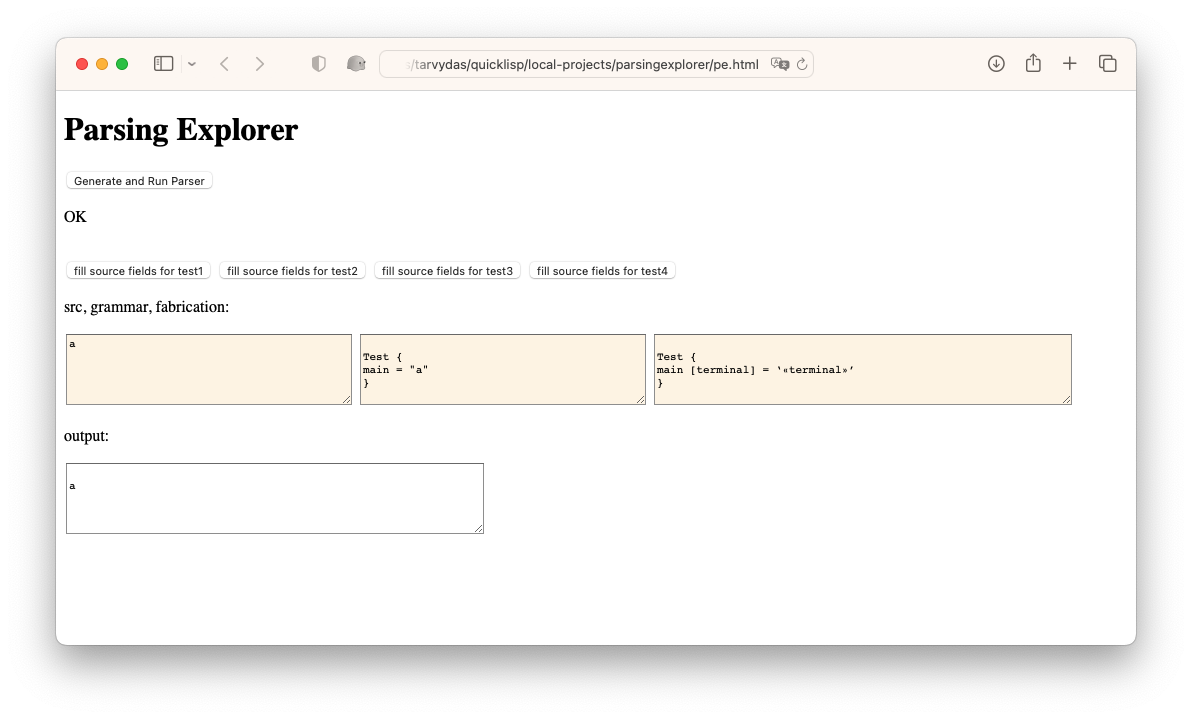 :/tarvydas/quicklisp/local-projects/parsingexplorer/pe.html
Parsing Explorer
Generate and Run Parser
OK
fill source fields for test1 fill source fields for test2 fill source fields for test3 fill source fields for test4
src, grammar, fabrication:
a
Test {
main = "a"
}
Test {
main [terminal] = ‛«terminal»’
}
output:
a